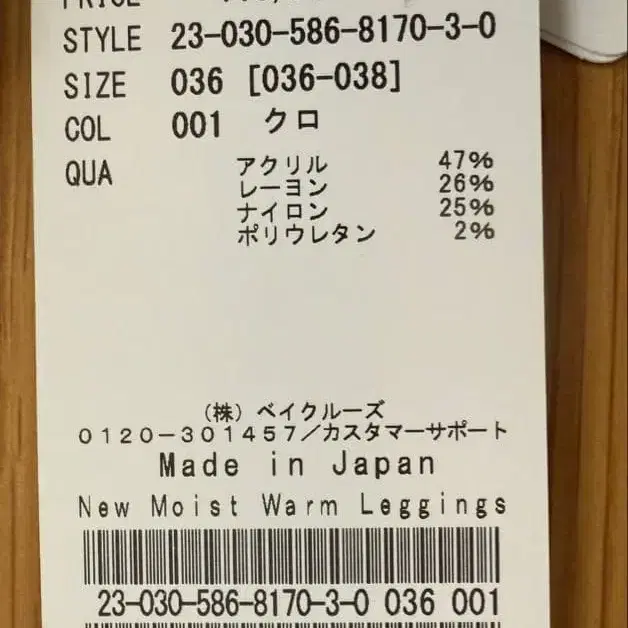 PRICE
STYLE 23-030-586-8170-3-0
SIZE 036 [036-038]
COL 001 クロ
QUA アクリル 47%
レーヨン 26%
ナイロン 25%
ポリウレタン 2%
（株）ベイクルーズ
０１２０－３０１４５７／カスタマーサポート
Made in Japan
New Moist Warm Leggings
23-030-586-8170-3-0 036 001